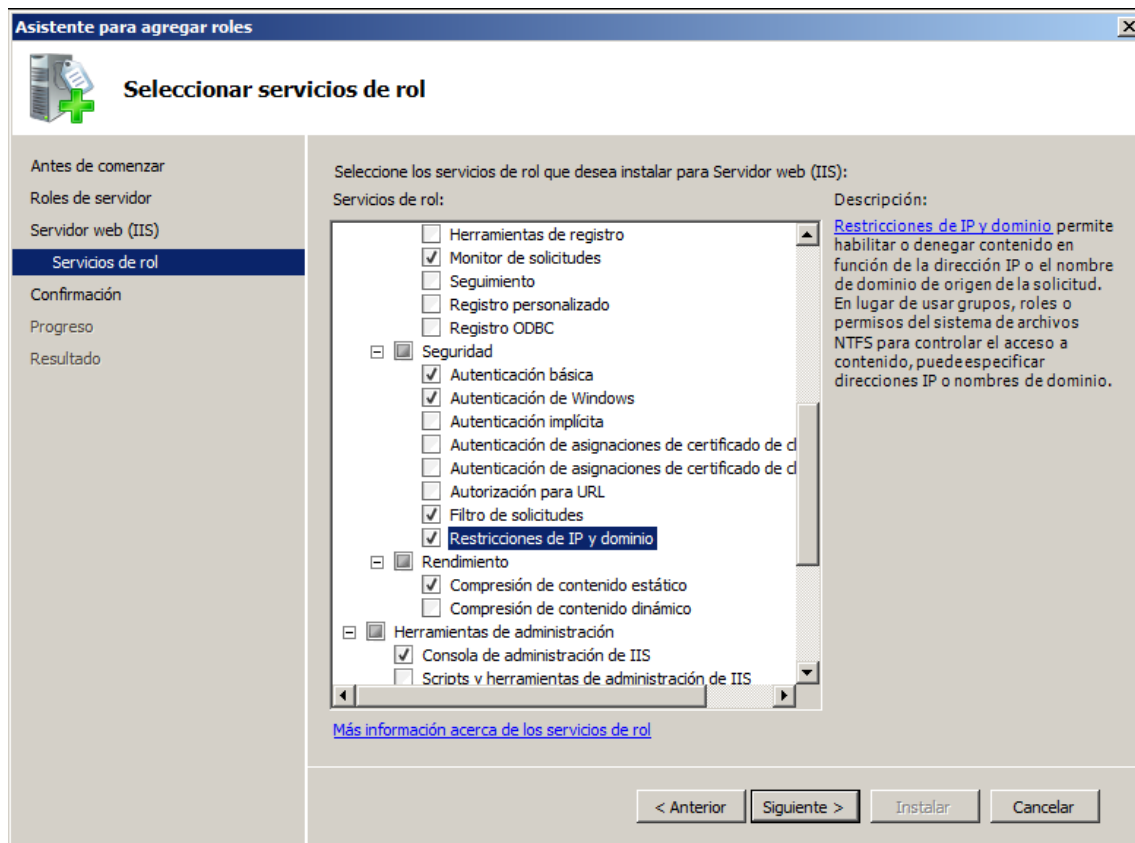 Asistente para agregar roles
Seleccionar servicios de rol
Antes de comenzar
Roles de servidor
Servidor web (IIS)
Servicios de rol
Confirmación
Progreso
Resultado
Seleccione los servicios de rol que desea instalar para Servidor web (IIS):
Servicios de rol:
Herramientas de registro
Monitor de solicitudes
Seguimiento
Registro personalizado
Registro ODBC
Seguridad
Autenticación básica
Autenticación de Windows
Autenticación implícita
Autenticación de asignaciones de certificado de cl
Autenticación de asignaciones de certificado de cl
Autorización para URL
Filtro de solicitudes
Restricciones de IP y dominio
Rendimiento
Compresión de contenido estático
Compresión de contenido dinámico
Herramientas de administración
Consola de administración de IIS
Scripts y herramientas de administración de IIS
Más información acerca de los servicios de rol
Descripción:
Restricciones de IP y dominio permite
habilitar o denegar contenido en
función de la dirección IP o el nombre
de dominio de origen de la solicitud.
En lugar de usar grupos, roles o
permisos del sistema de archivos
NTFS para controlar el acceso a
contenido, puede especificar
direcciones IP o nombres de dominio.
< Anterior
Siguiente >
Instalar
Cancelar